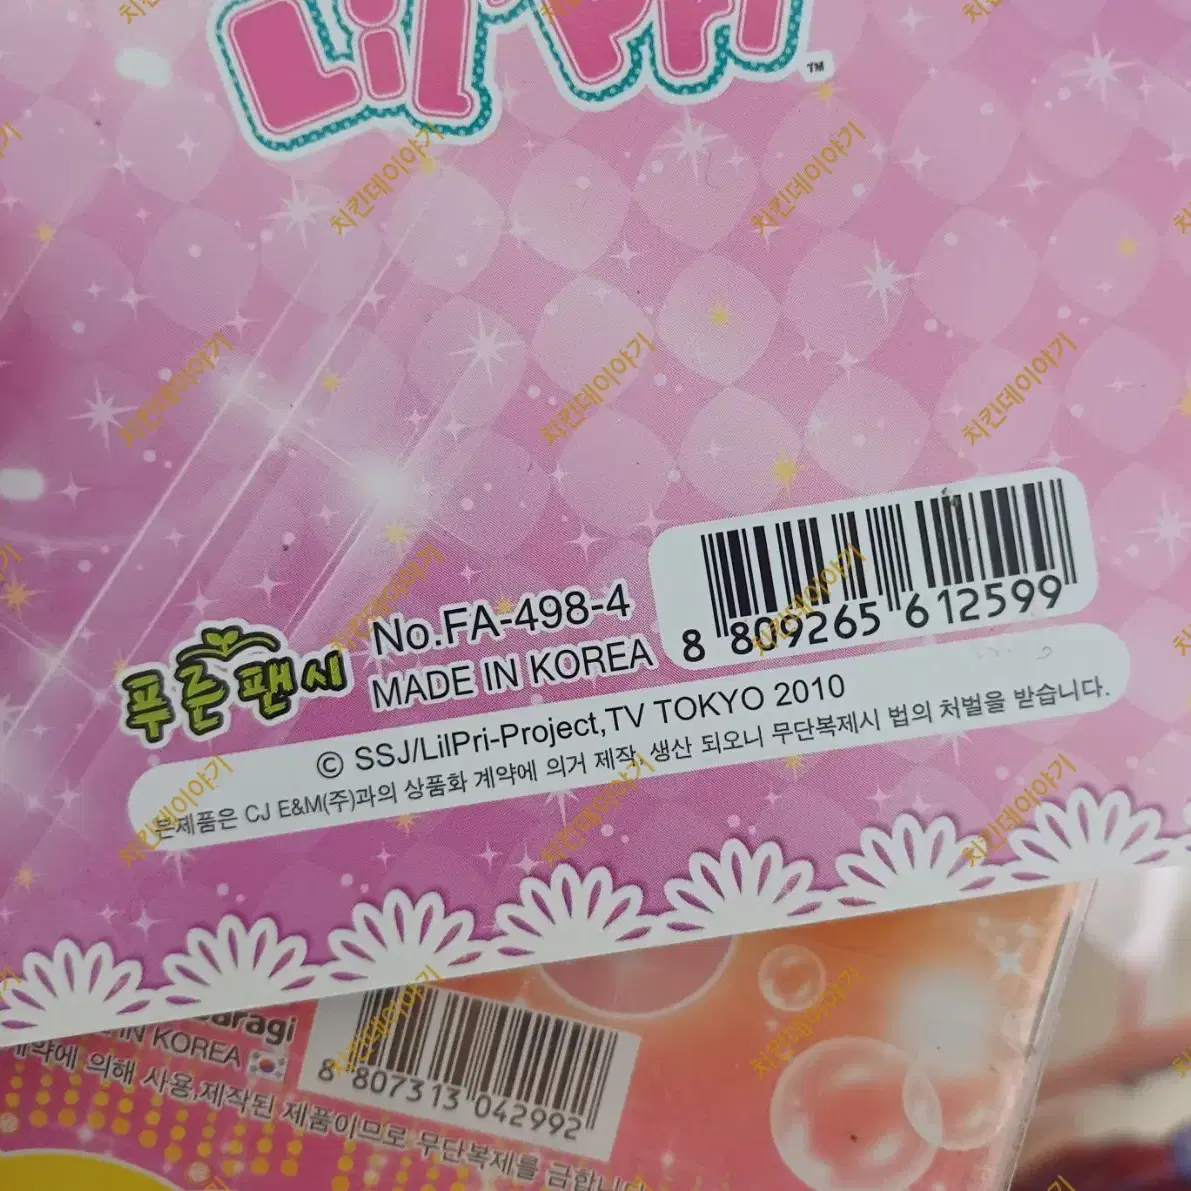 Lil' Pri
TM
푸른팬시
No.FA-498-4
MADE IN KOREA
8 809265 612599
© SSJ/LilPri-Project,TV TOKYO 2010
본제품은 CJ E&M(주)과의 상품화 계약에 의거 제작, 생산 되오니 무단복제시 법의 처벌을 받습니다.
aragi
IN KOREA
8 807313 042992
계약에 의해 사용,제작된 제품이므로 무단복제를 금합니다
치킨데이야기